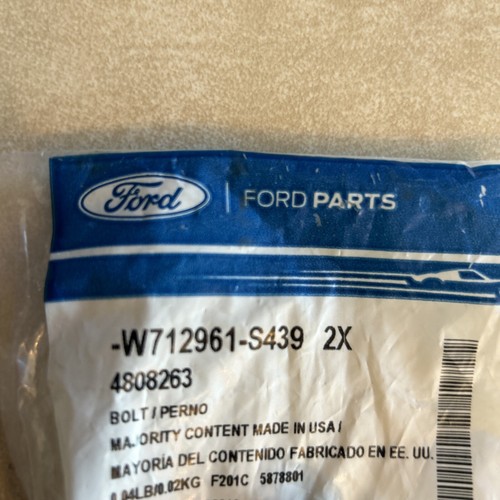 Ford | FORD PARTS
-W712961-S439 2X
4808263
BOLT / PERNO
MAJORITY CONTENT MADE IN USA /
MAYORÍA DEL CONTENIDO FABRICADO EN EE. UU.
0.04LB/0.02KG F201C 5878801